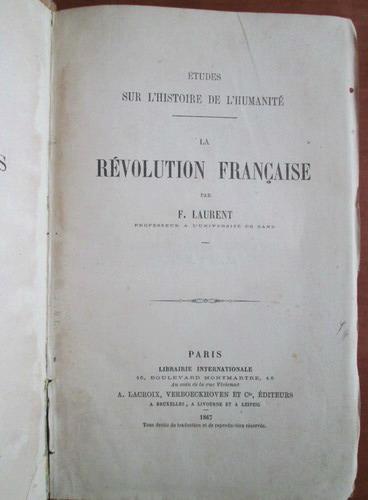 ÉTUDES
SUR L'HISTOIRE DE L'HUMANITÉ
LA
RÉVOLUTION FRANÇAISE
PAR
F. LAURENT
PROFESSEUR A L'UNIVERSITÉ DE GAND
PARIS
LIBRAIRIE INTERNATIONALE
15, BOULEVARD MONTMARTRE, 15
Au coin de la rue Vivienne
A. LACROIX, VERBOECKHOVEN ET Cie, ÉDITEURS
A BRUXELLES, A LIVOURNE ET A LEIPZIG
1867
Tous droits de traduction et de reproduction réservés.